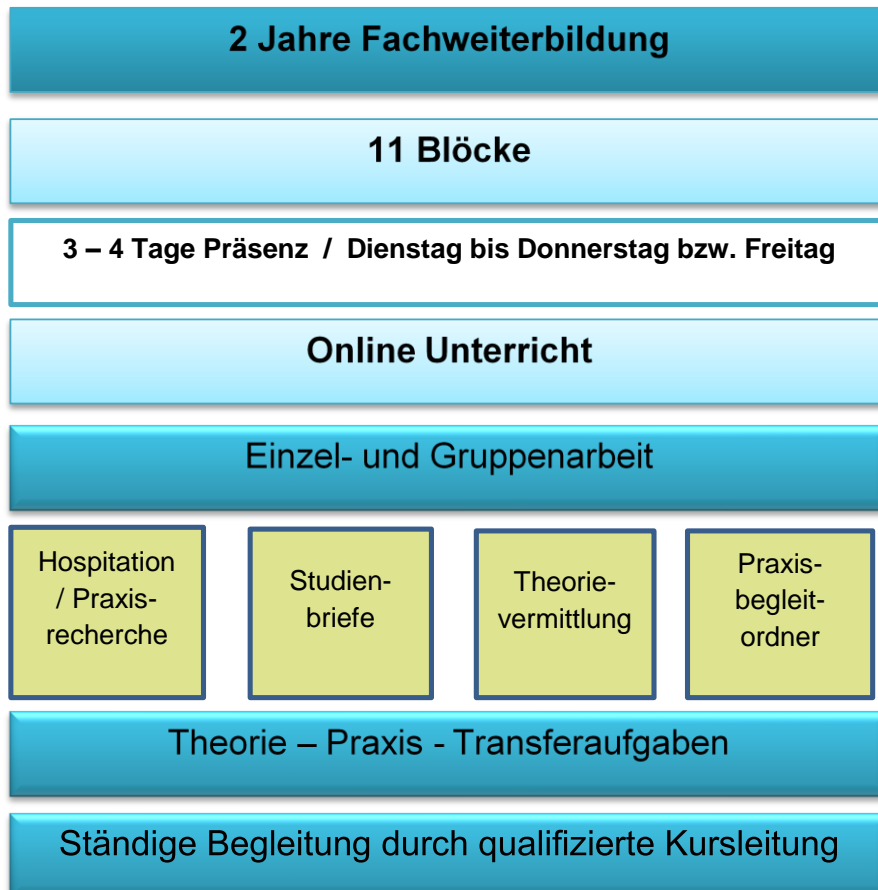 2 Jahre Fachweiterbildung
11 Blöcke
3 – 4 Tage Präsenz / Dienstag bis Donnerstag bzw. Freitag
Online Unterricht
Einzel- und Gruppenarbeit
Hospitation
/ Praxis-
recherche
Studien-
briefe
Theorie-
vermittlung
Praxis-
begleit-
ordner
Theorie – Praxis - Transferaufgaben
Ständige Begleitung durch qualifizierte Kursleitung